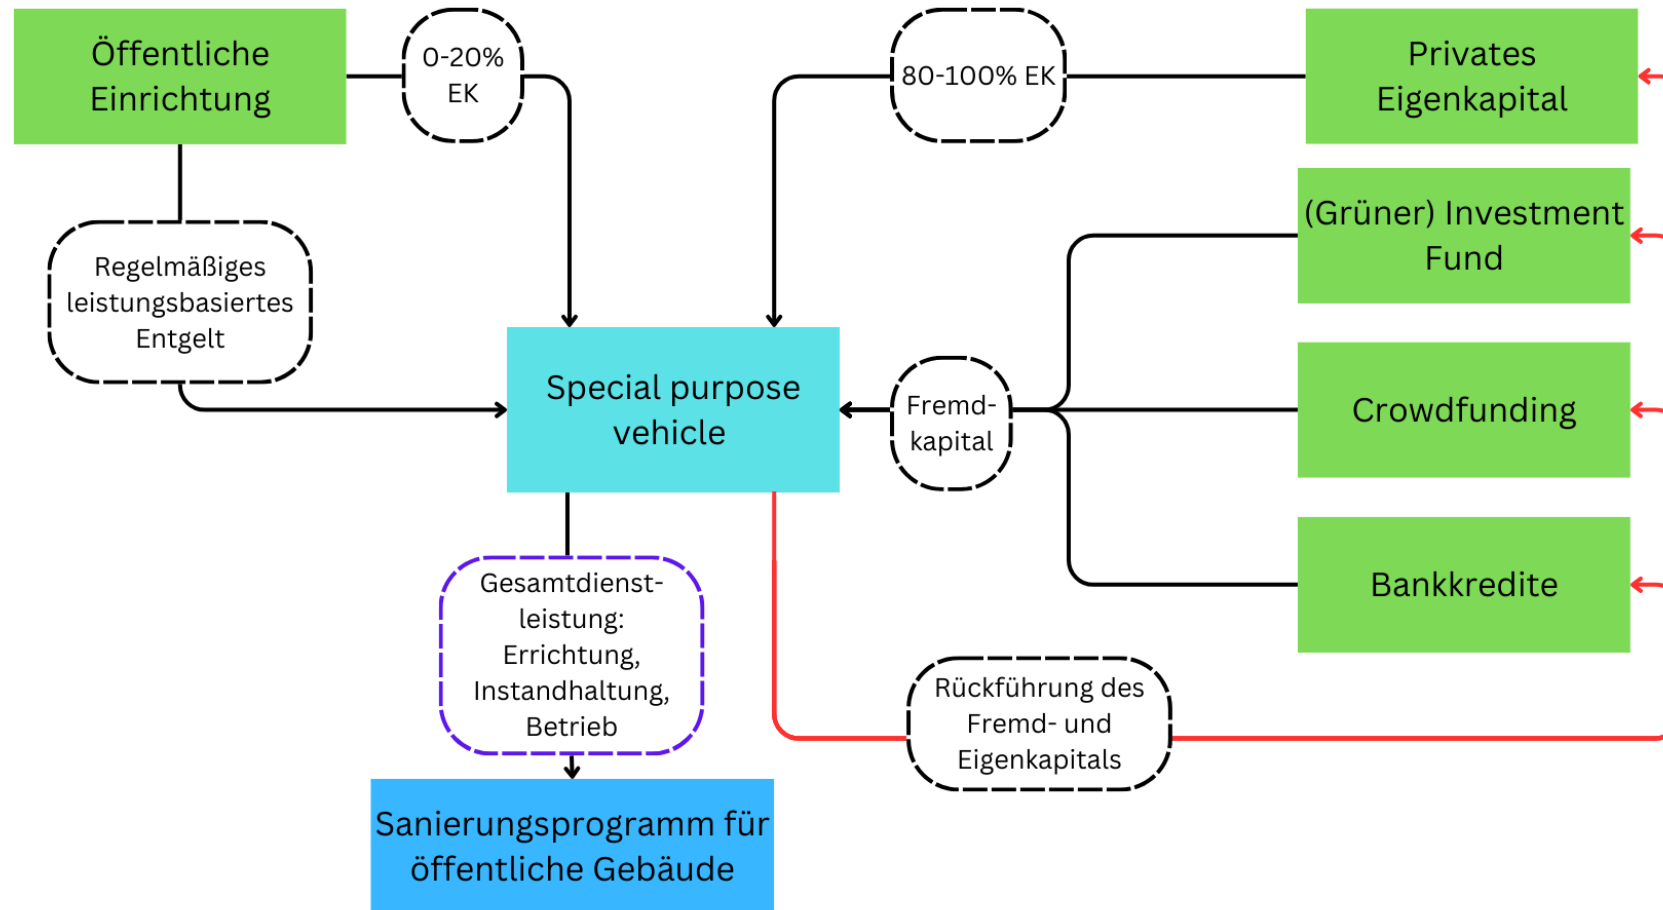 Öffentliche
Einrichtung
0-20%
EK
80-100% EK
Privates
Eigenkapital
(Grüner) Investment
Fund
Regelmäßiges
leistungsbasiertes
Entgelt
Special purpose
vehicle
Fremd-
kapital
Crowdfunding
Bankkredite
Gesamtdienst-
leistung:
Errichtung,
Instandhaltung,
Betrieb
Rückführung des
Fremd- und
Eigenkapitals
Sanierungsprogramm für
öffentliche Gebäude